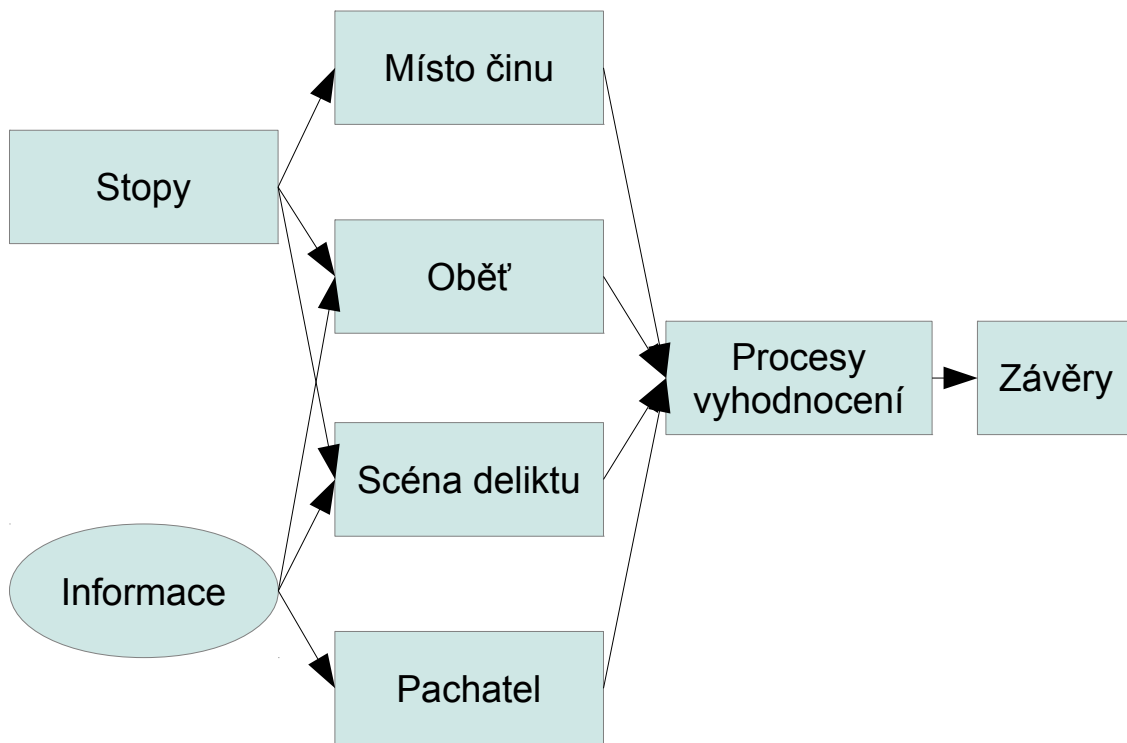 Místo činu
Stopy
Oběť
Procesy
vyhodnocení
Závěry
Scéna deliktu
Informace
Pachatel